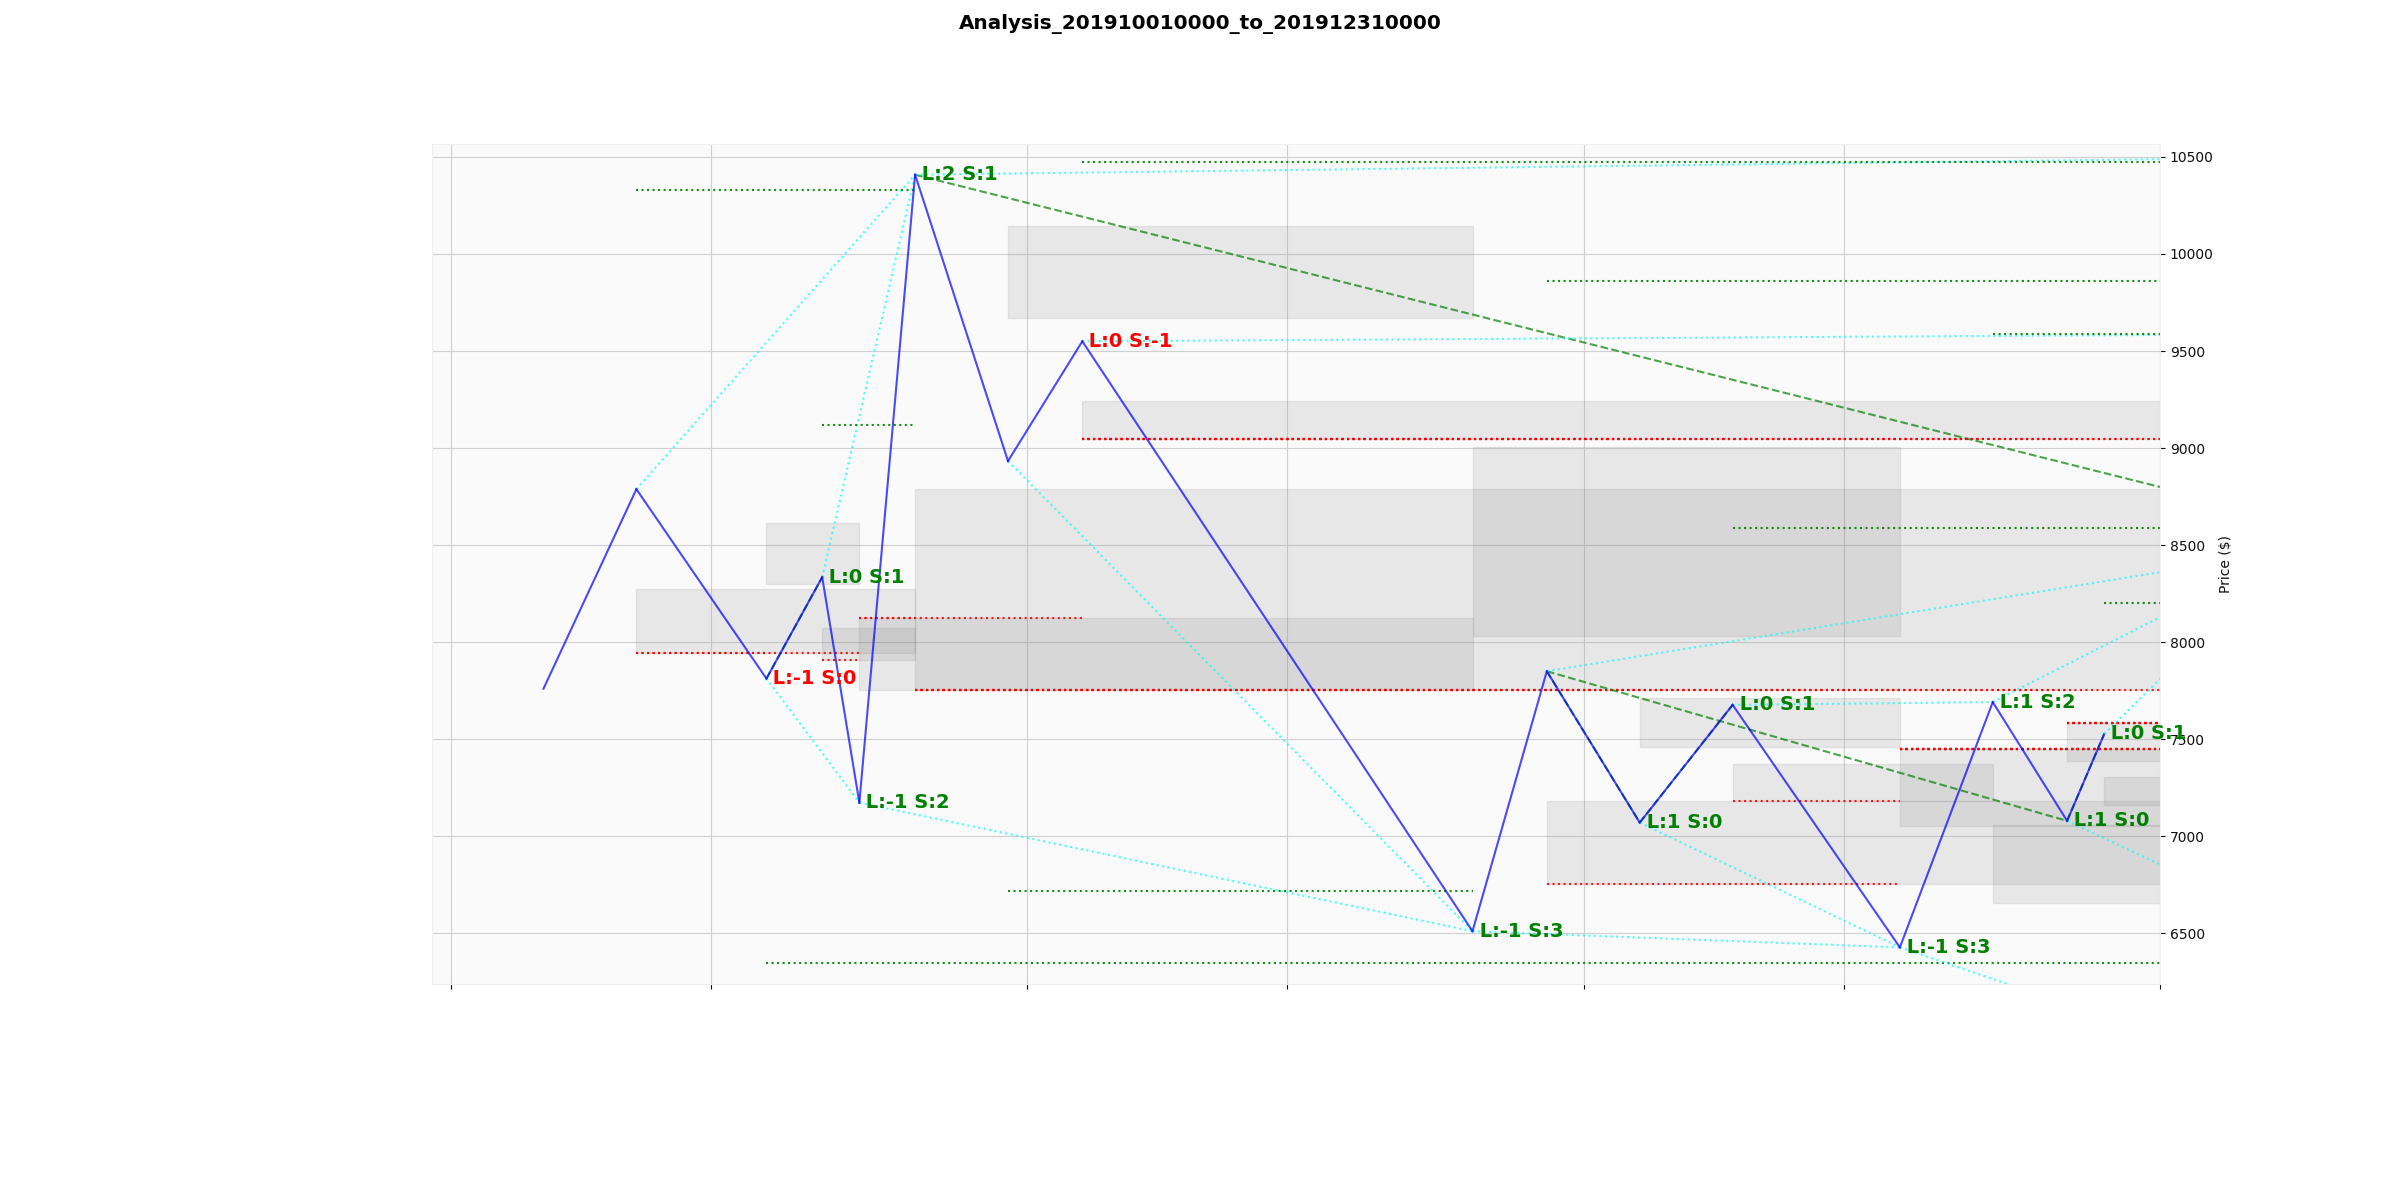 Analysis_201910010000_to_201912310000
10500
L:2 S:1
10000
9500
L:0 S:-1
9000
8500
Price ($)
L:0 S:1
8000
L:-1 S:0
L:0 S:1
L:1 S:2
7500
L:0 S:1
L:-1 S:2
L:1 S:0
L:1 S:0
7000
L:-1 S:3
6500
L:-1 S:3